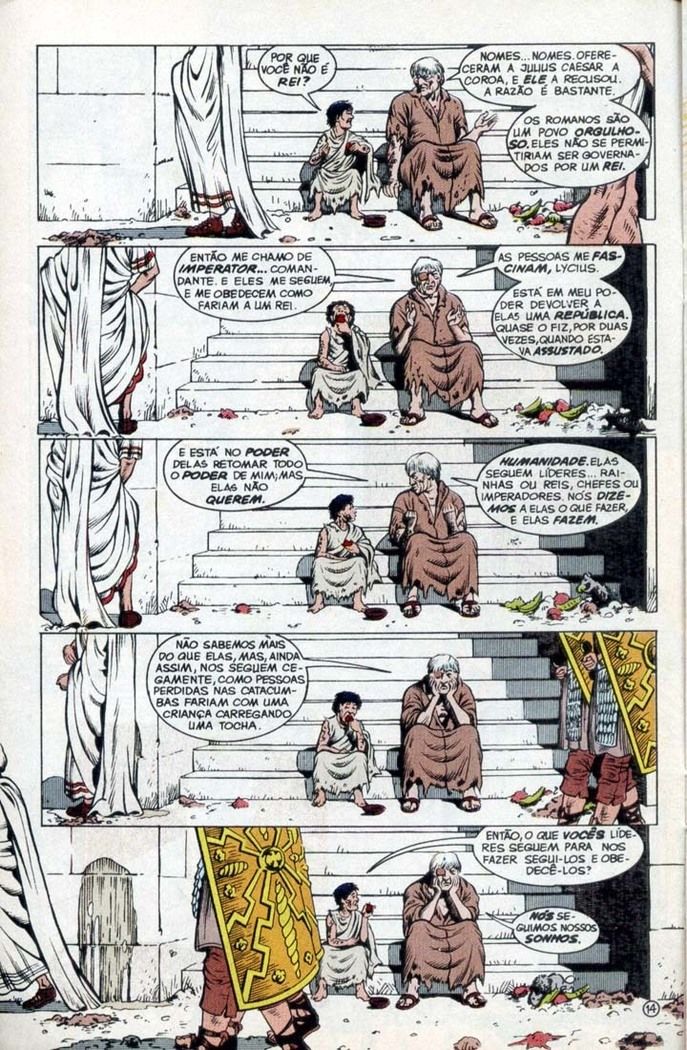 POR QUE
VOCÊ NÃO É
REI?
NOMES... NOMES. OFERE-
CERAM A JULIUS CAESAR A
COROA, E ELE A RECUSOU.
A RAZÃO É BASTANTE.
OS ROMANOS SÃO
UM POVO ORGULHO-
SO. ELES NÃO SE PERMI-
TIRIAM SER GOVERNA-
DOS POR UM REI.
ENTÃO ME CHAMO DE
IMPERATOR... COMAN-
DANTE. E ELES ME SEGUEM,
E ME OBEDECEM COMO
FARIAM A UM REI.
AS PESSOAS ME FAS-
CINAM, LYCIUS.
ESTÁ EM MEU PO-
DER DEVOLVER A
ELAS UMA REPÚBLICA.
QUASE O FIZ, POR DUAS
VEZES, QUANDO ESTA-
VA ASSUSTADO.
E ESTÁ NO PODER
DELAS RETOMAR TODO
O PODER DE MIM; MAS,
ELAS NÃO
QUEREM.
HUMANIDADE. ELAS
SEGUEM LÍDERES... RAI-
NHAS OU REIS, CHEFES OU
IMPERADORES. NÓS DIZE-
MOS A ELAS O QUE FAZER,
E ELAS FAZEM.
NÃO SABEMOS MAIS
DO QUE ELAS, MAS, AINDA
ASSIM, NOS SEGUEM CE-
GAMENTE, COMO PESSOAS
PERDIDAS NAS CATACUM-
BAS FARIAM COM UMA
CRIANÇA CARREGANDO
UMA TOCHA.
ENTÃO, O QUE VOCÊS LÍDE-
RES SEGUEM PARA NOS
FAZER SEGUI-LOS E OBE-
DECÊ-LOS?
NÓS SE-
GUIMOS NOSSOS
SONHOS.
14